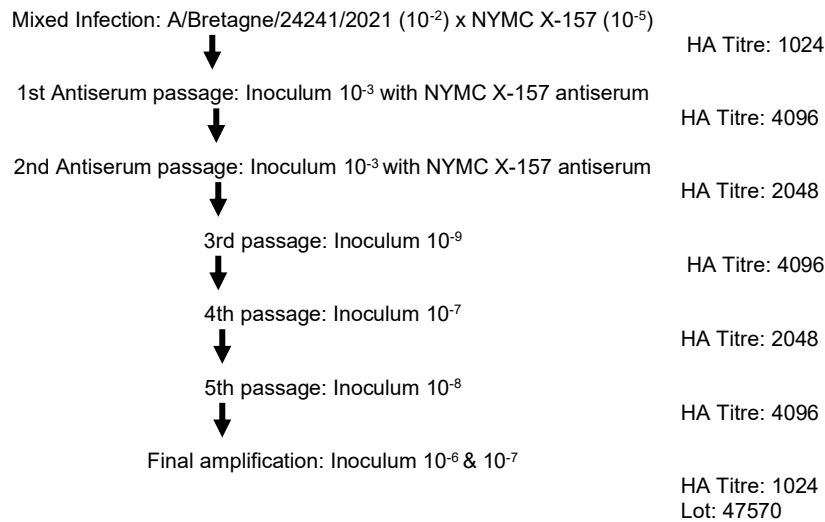 Mixed Infection: A/Bretagne/24241/2021 (10⁻²) x NYMC X-157 (10⁻⁵)
HA Titre: 1024
1st Antiserum passage: Inoculum 10⁻³ with NYMC X-157 antiserum
HA Titre: 4096
2nd Antiserum passage: Inoculum 10⁻³ with NYMC X-157 antiserum
HA Titre: 2048
3rd passage: Inoculum 10⁻⁹
HA Titre: 4096
4th passage: Inoculum 10⁻⁷
HA Titre: 2048
5th passage: Inoculum 10⁻⁸
HA Titre: 4096
Final amplification: Inoculum 10⁻⁶ & 10⁻⁷
HA Titre: 1024
Lot: 47570